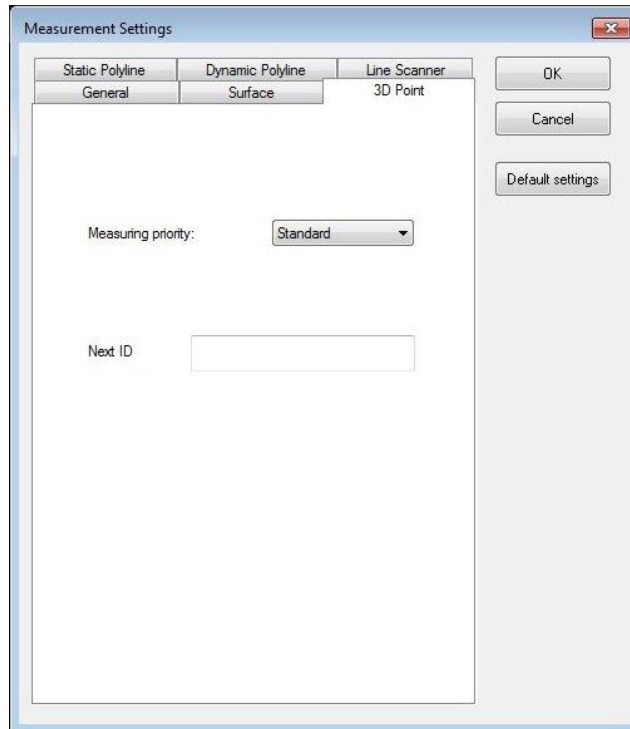 Measurement Settings
Static Polyline Dynamic Polyline Line Scanner
General Surface 3D Point
OK
Cancel
Default settings
Measuring priority: Standard
Next ID